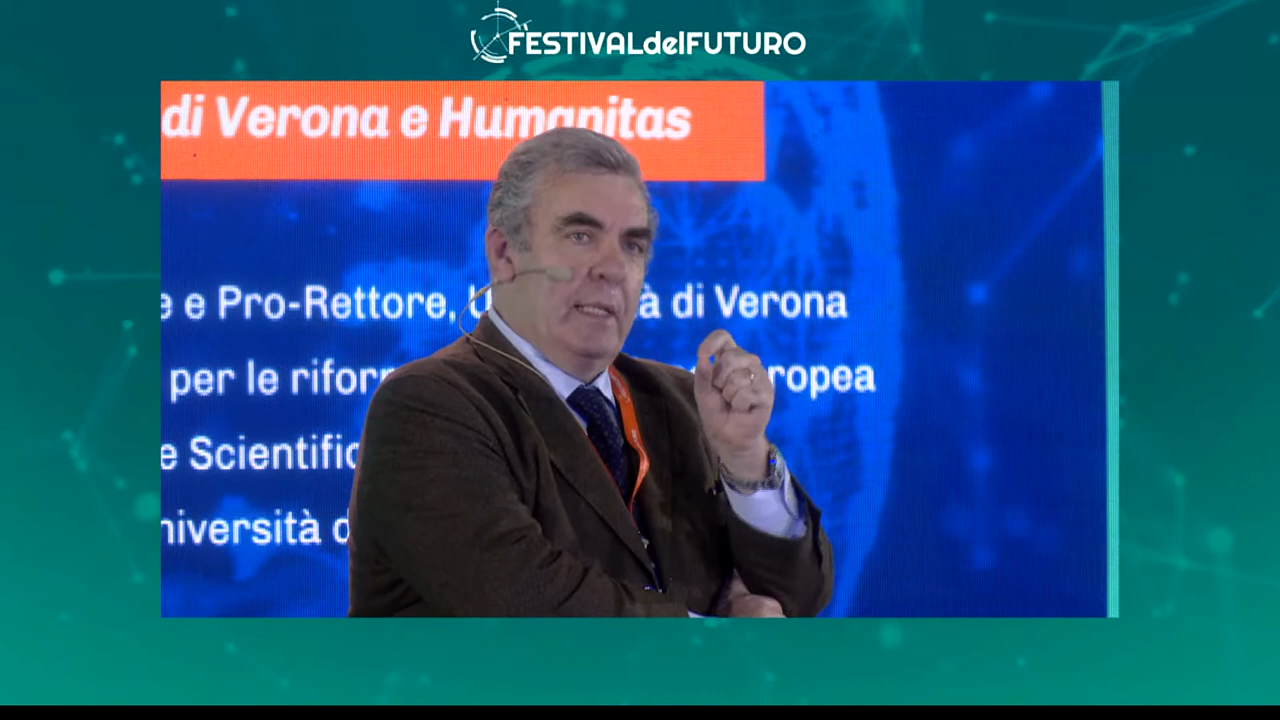 FESTIVALdelFUTURO
di Verona e Humanitas
e e Pro-Rettore, U à di Verona
per le rifor ropea
e Scientific
niversità d